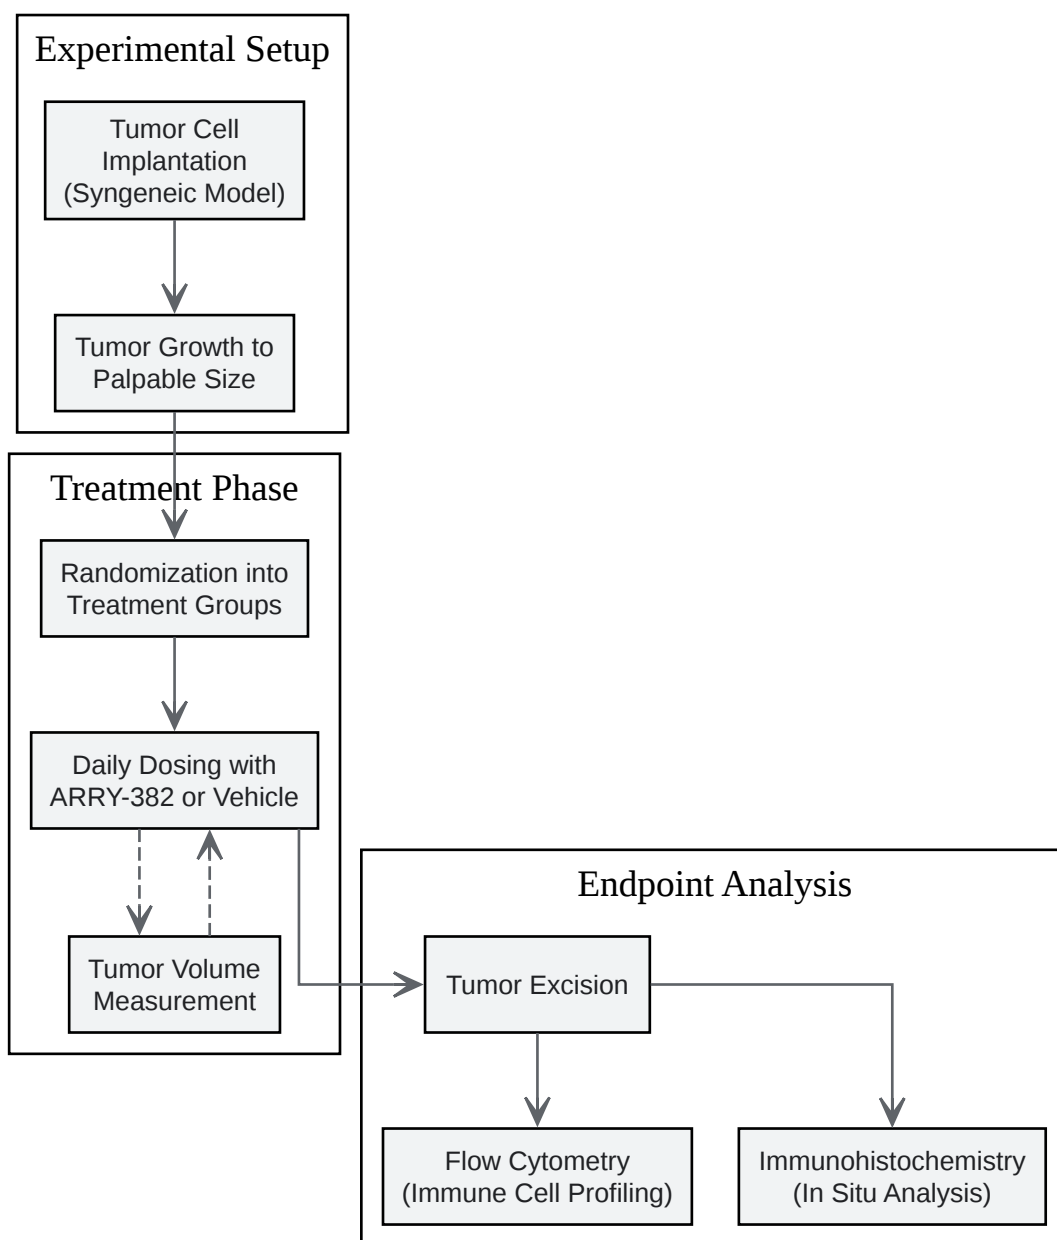 Experimental Setup
Tumor Cell
Implantation
(Syngeneic Model)
Tumor Growth to
Palpable Size
Treatment Phase
Randomization into
Treatment Groups
Daily Dosing with
ARRY-382 or Vehicle
Tumor Volume
Measurement
Endpoint Analysis
Tumor Excision
Flow Cytometry
(Immune Cell Profiling)
Immunohistochemistry
(In Situ Analysis)